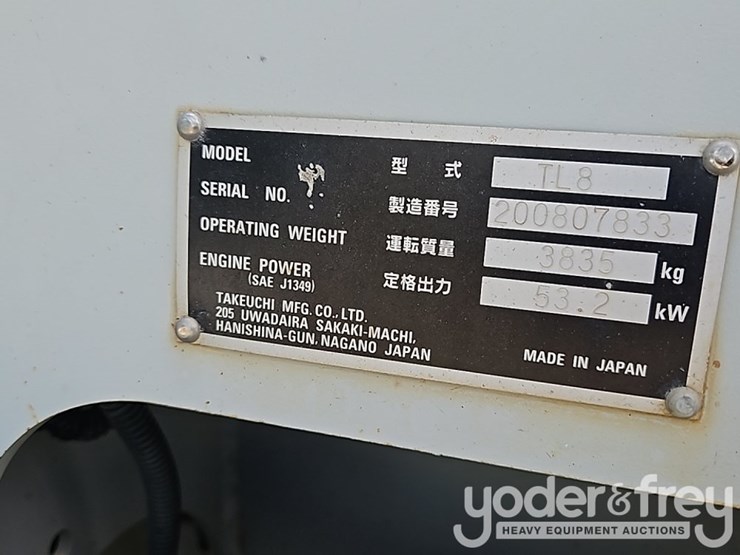 MODEL 型式 TL8
SERIAL NO. 製造番号 200807833
OPERATING WEIGHT 運転質量 3835 kg
ENGINE POWER 定格出力 53.2 kW
(SAE J1349)
TAKEUCHI MFG. CO., LTD.
205 UWADAIRA SAKAKI-MACHI,
HANISHINA-GUN, NAGANO JAPAN
MADE IN JAPAN
yoder&frey
HEAVY EQUIPMENT AUCTIONS